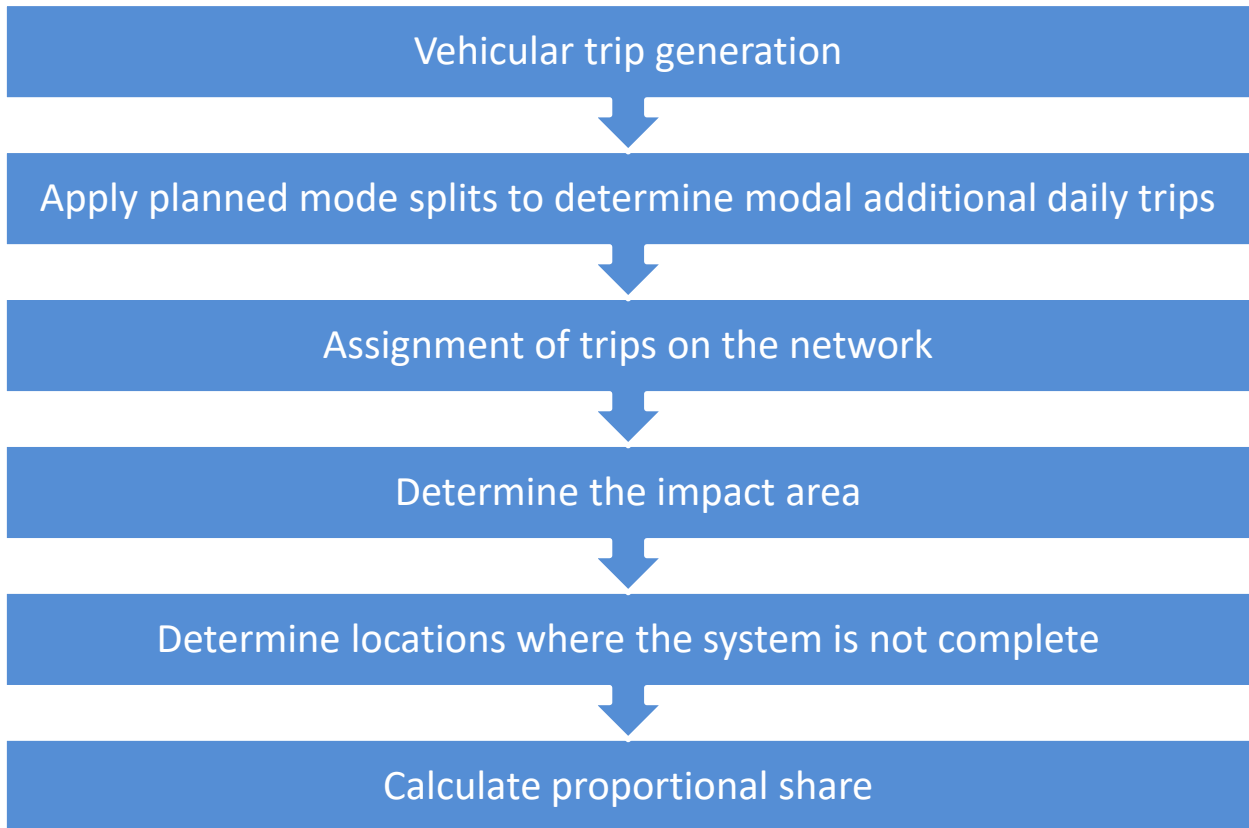 Vehicular trip generation
Apply planned mode splits to determine modal additional daily trips
Assignment of trips on the network
Determine the impact area
Determine locations where the system is not complete
Calculate proportional share